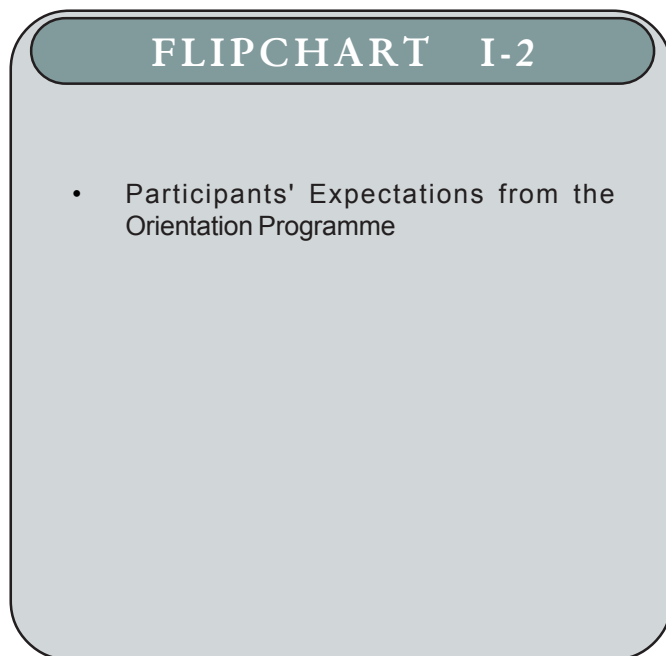 FLIPCHART I-2
• Participants' Expectations from the
Orientation Programme